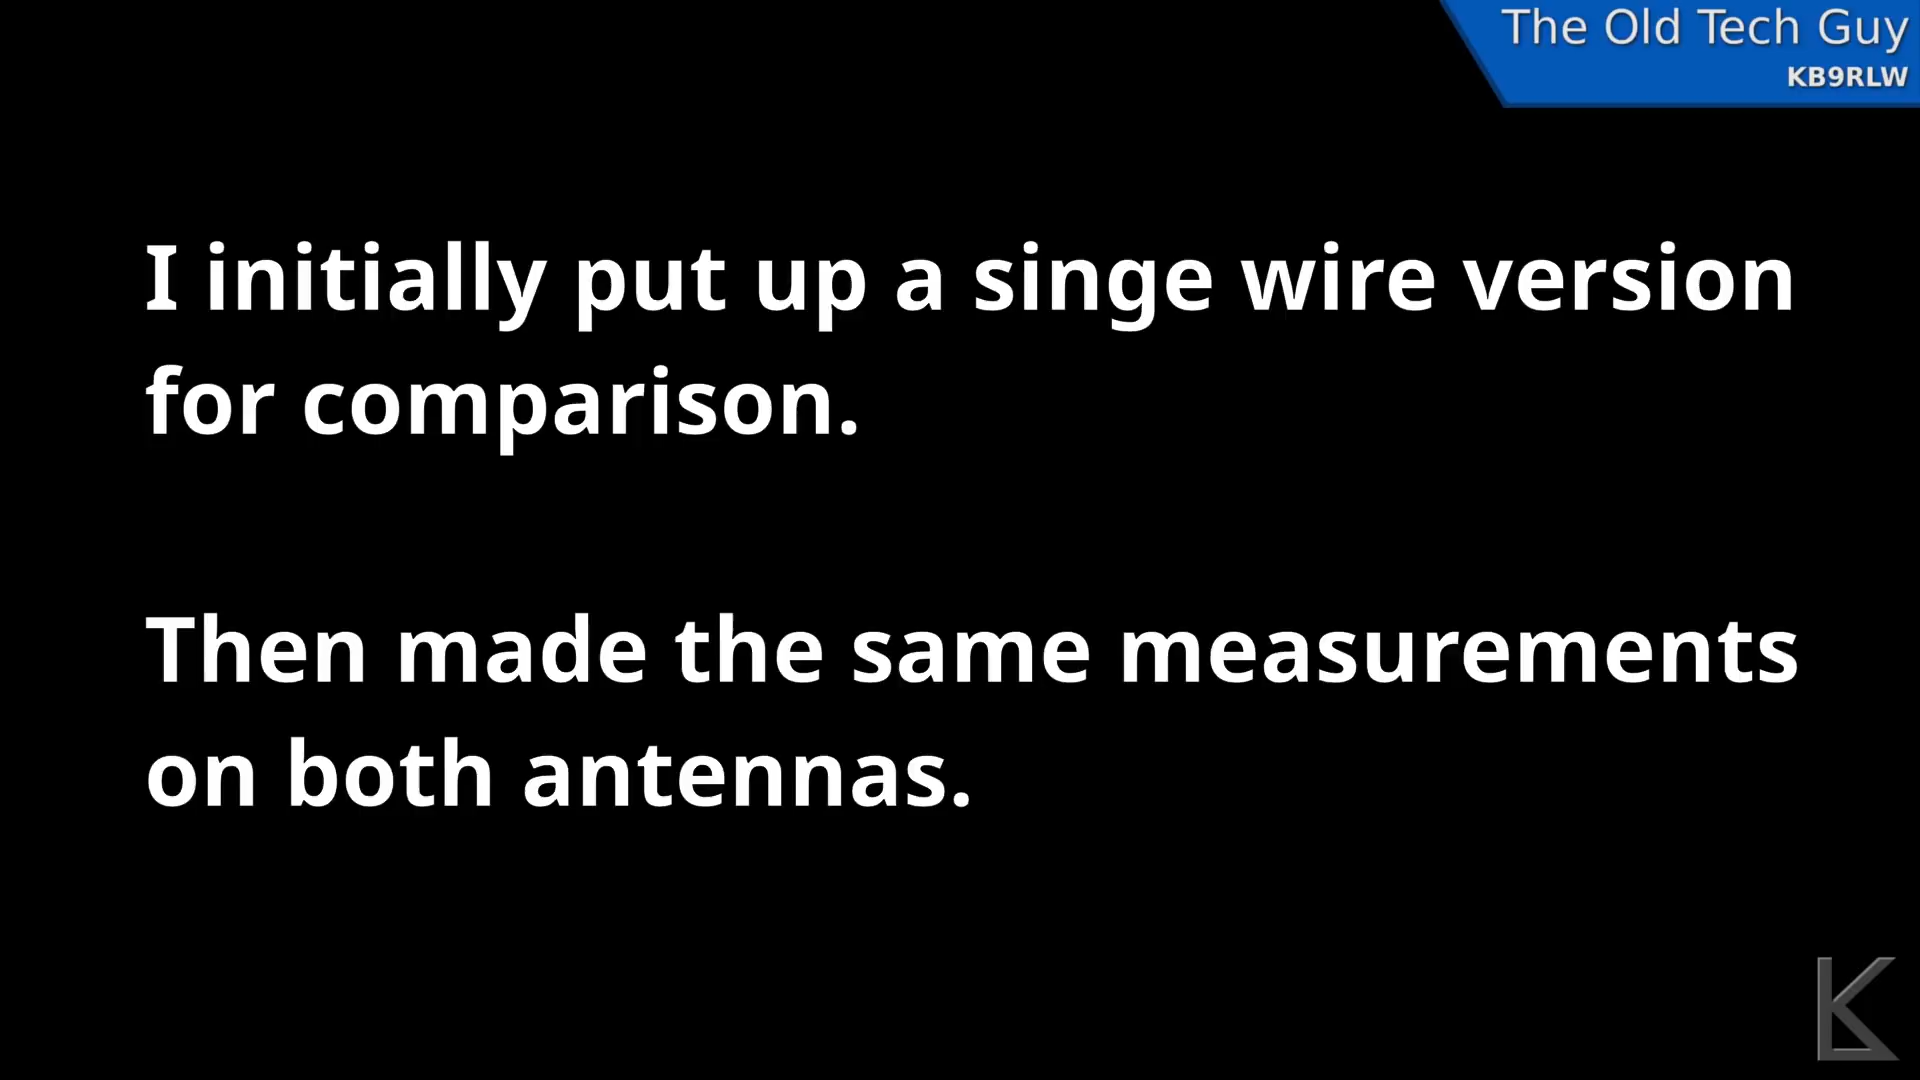 The Old Tech Guy
KB9RLW
I initially put up a singe wire version
for comparison.
Then made the same measurements
on both antennas.